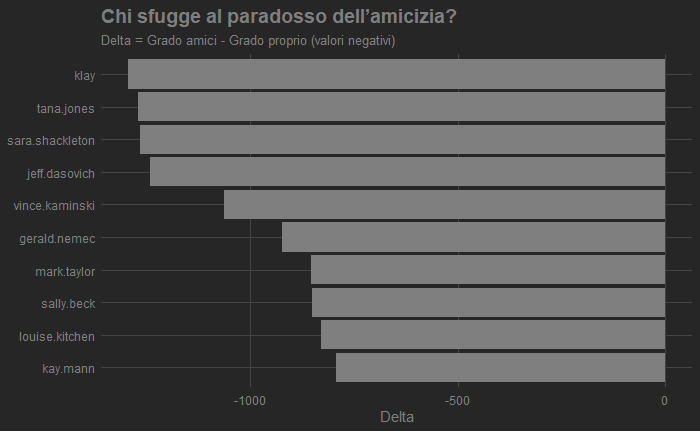 Chi sfugge al paradosso dell’amicizia?
Delta = Grado amici - Grado proprio (valori negativi)
klay
tana.jones
sara.shackleton
jeff.dasovich
vince.kaminski
gerald.nemec
mark.taylor
sally.beck
louise.kitchen
kay.mann
-1000 -500 0
Delta